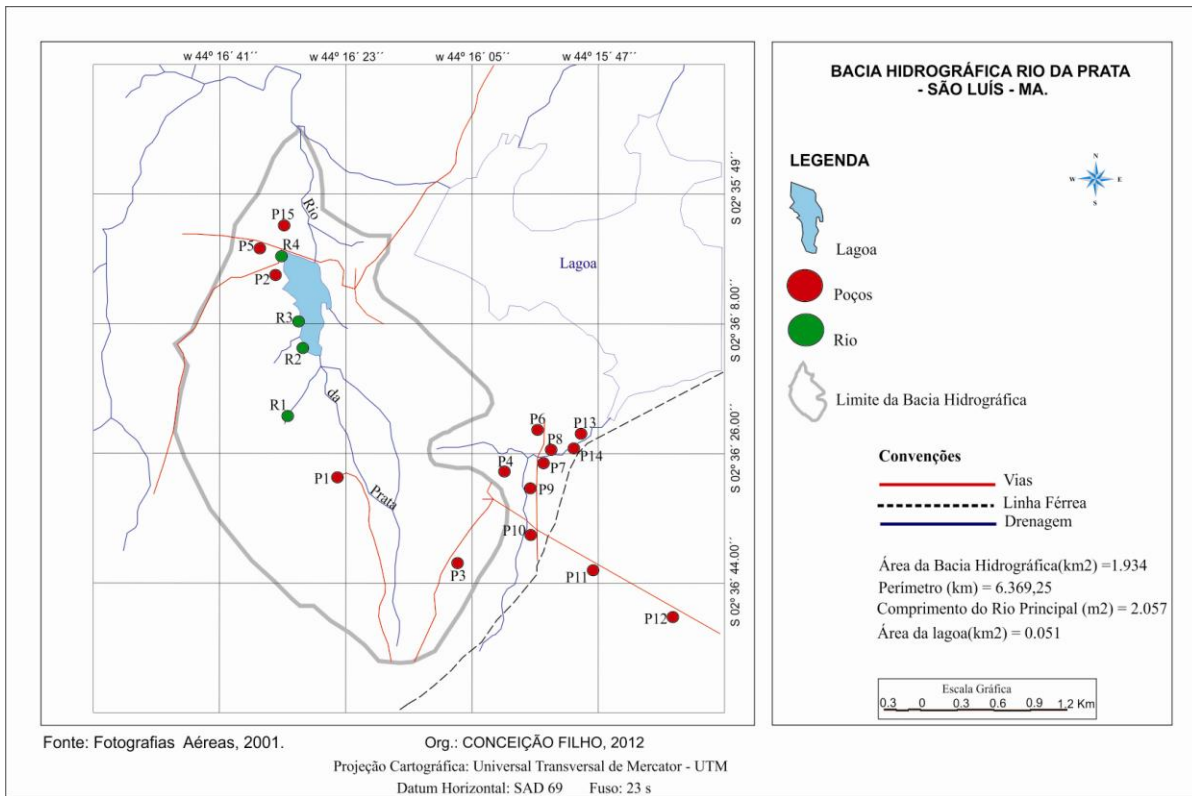 w 44º 16´ 41´´
w 44º 16´ 23´´
w 44º 16´ 05´´
w 44º 15´ 47´´
S 02º 35´ 49´´
S 02º 36´ 8.00´´
S 02º 36´ 26.00´´
S 02º 36´ 44.00´´
Rio
da
Prata
Lagoa
P15
P5
R4
P2
R3
R2
R1
P1
P6
P13
P8
P14
P4
P7
P9
P10
P3
P11
P12
BACIA HIDROGRÁFICA RIO DA PRATA
- SÃO LUÍS - MA.
LEGENDA
N
W
E
S
Lagoa
Poços
Rio
Limite da Bacia Hidrográfica
Convenções
Vias
Linha Férrea
Drenagem
Área da Bacia Hidrográfica(km2) =1.934
Perímetro (km) = 6.369,25
Comprimento do Rio Principal (m2) = 2.057
Área da lagoa(km2) = 0.051
Escala Gráfica
0.3 0 0.3 0.6 0.9 1.2 Km
Fonte: Fotografias Aéreas, 2001.
Org.: CONCEIÇÃO FILHO, 2012
Projeção Cartográfica: Universal Transversal de Mercator - UTM
Datum Horizontal: SAD 69 Fuso: 23 s